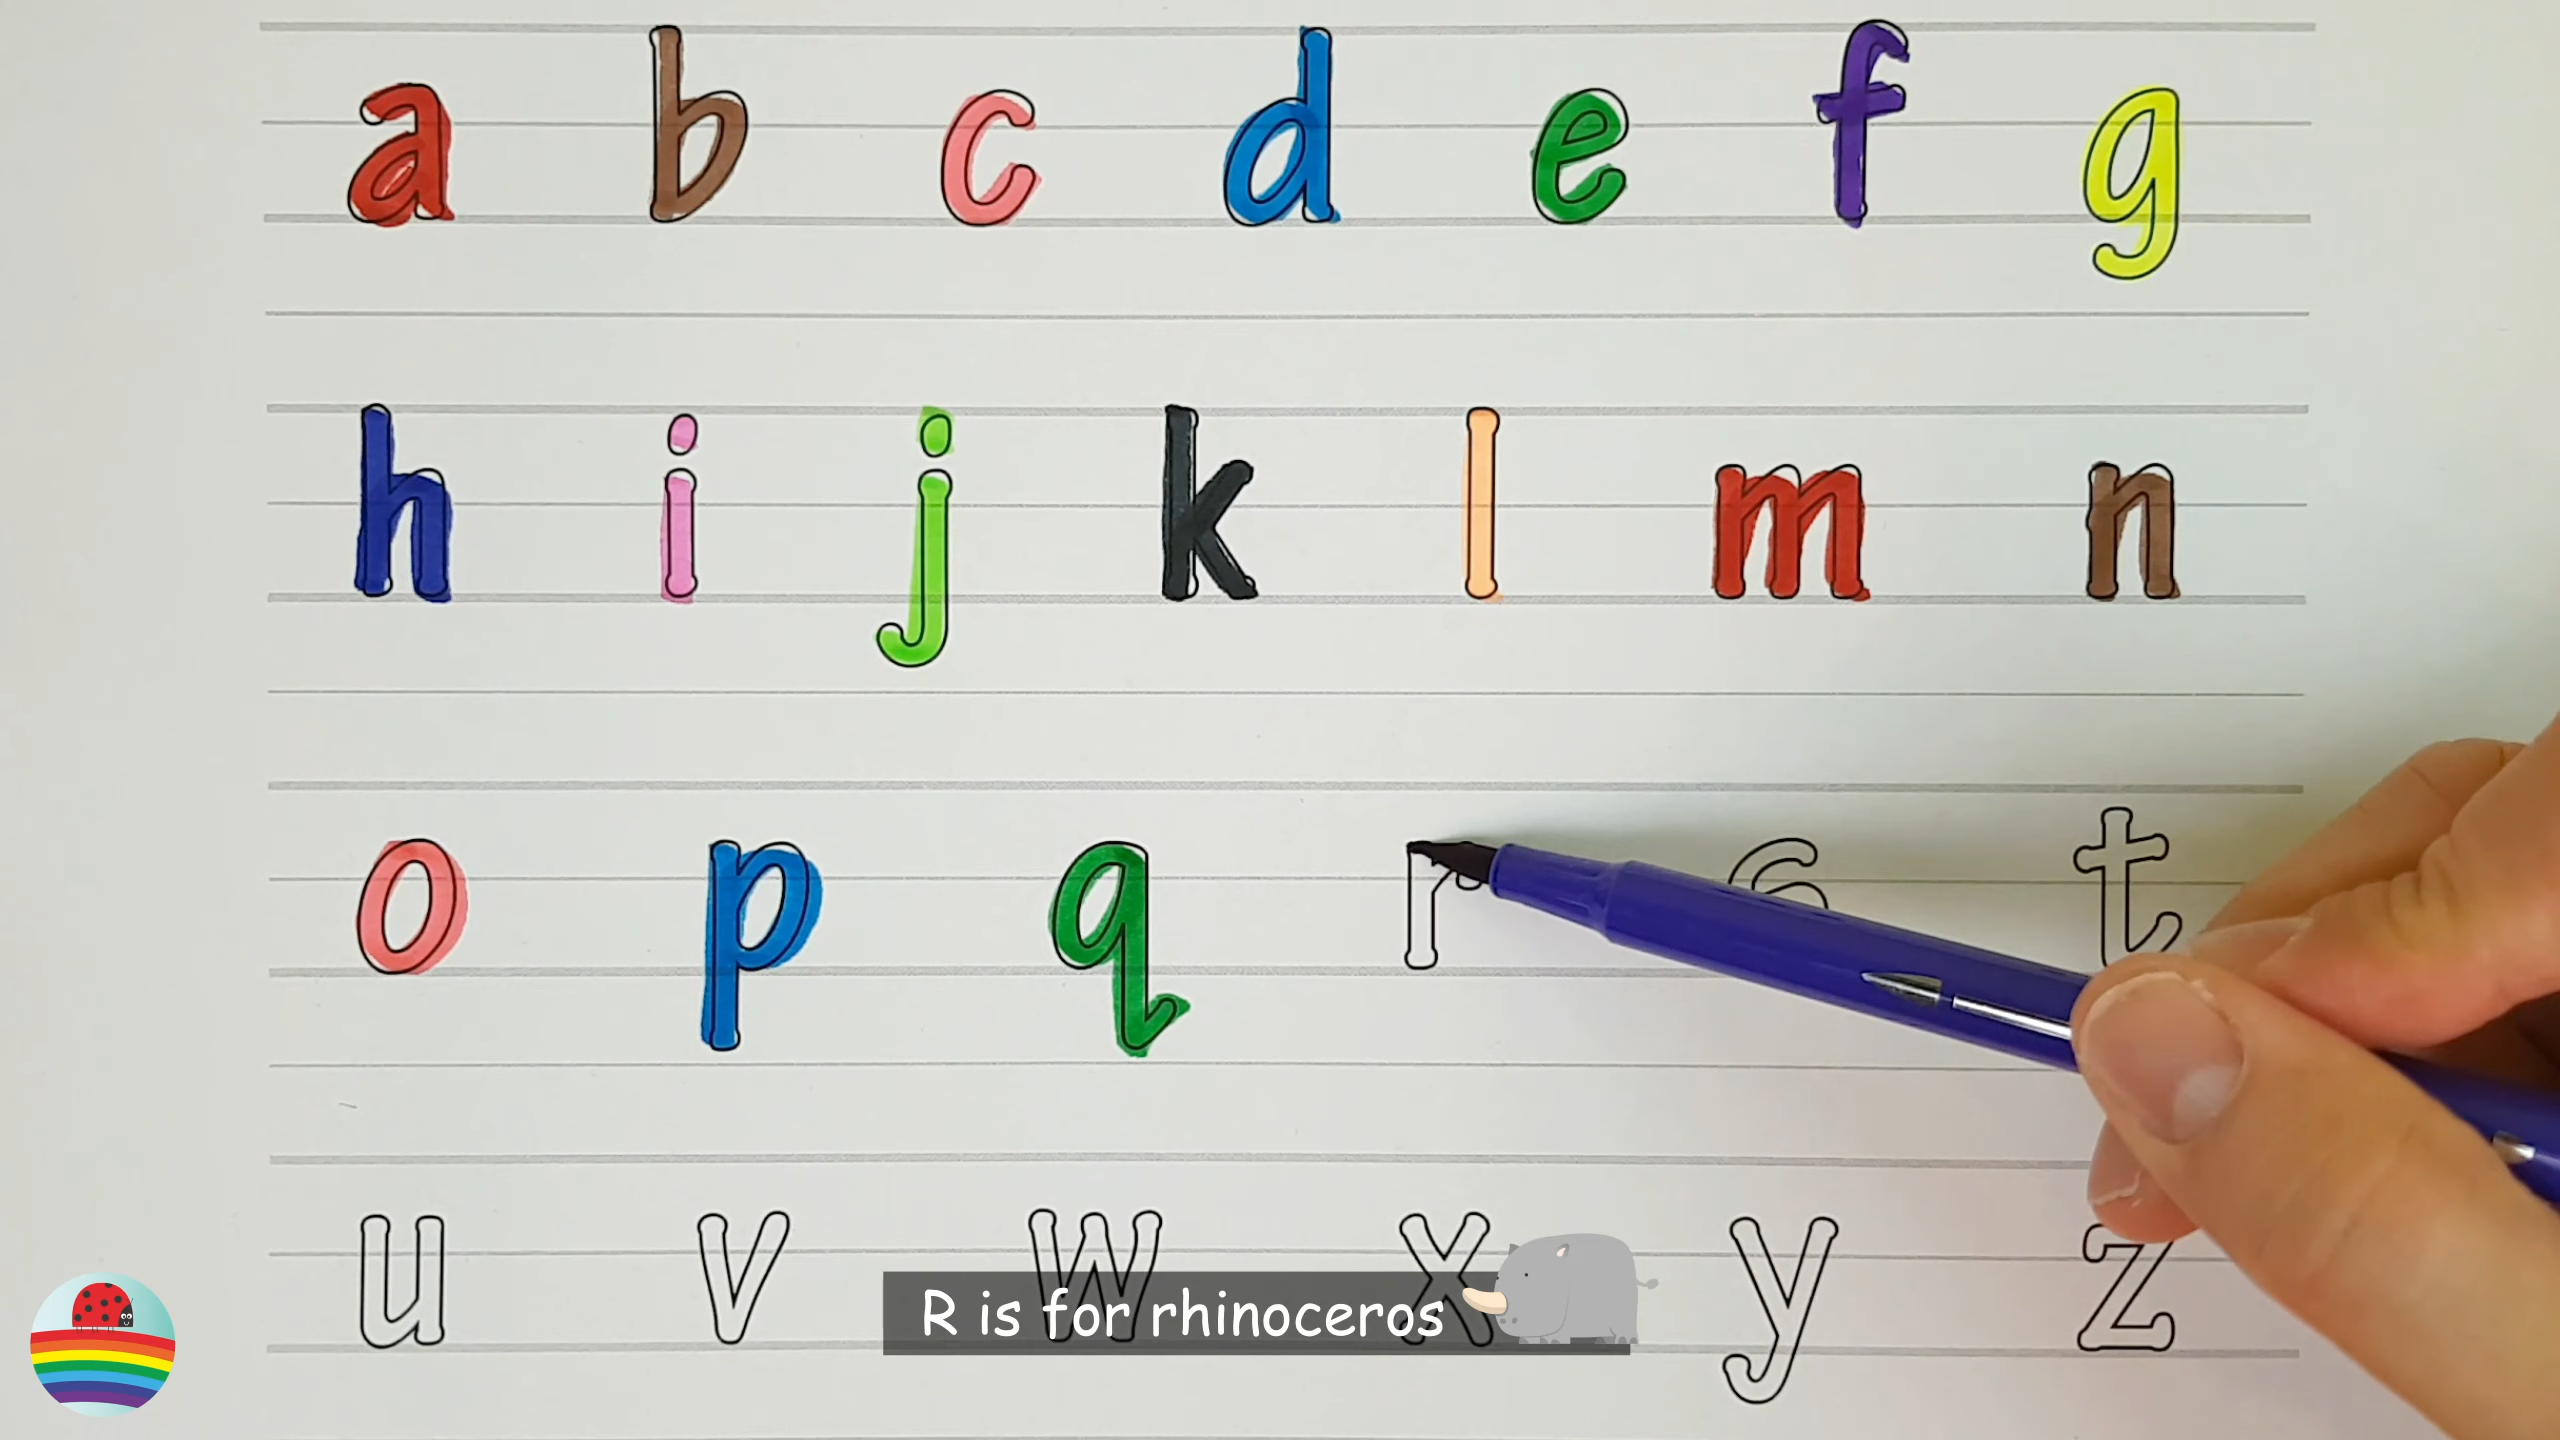 a b c d e f g
h i j k l m n
o p q r s t
u v w x y z
R is for rhinoceros